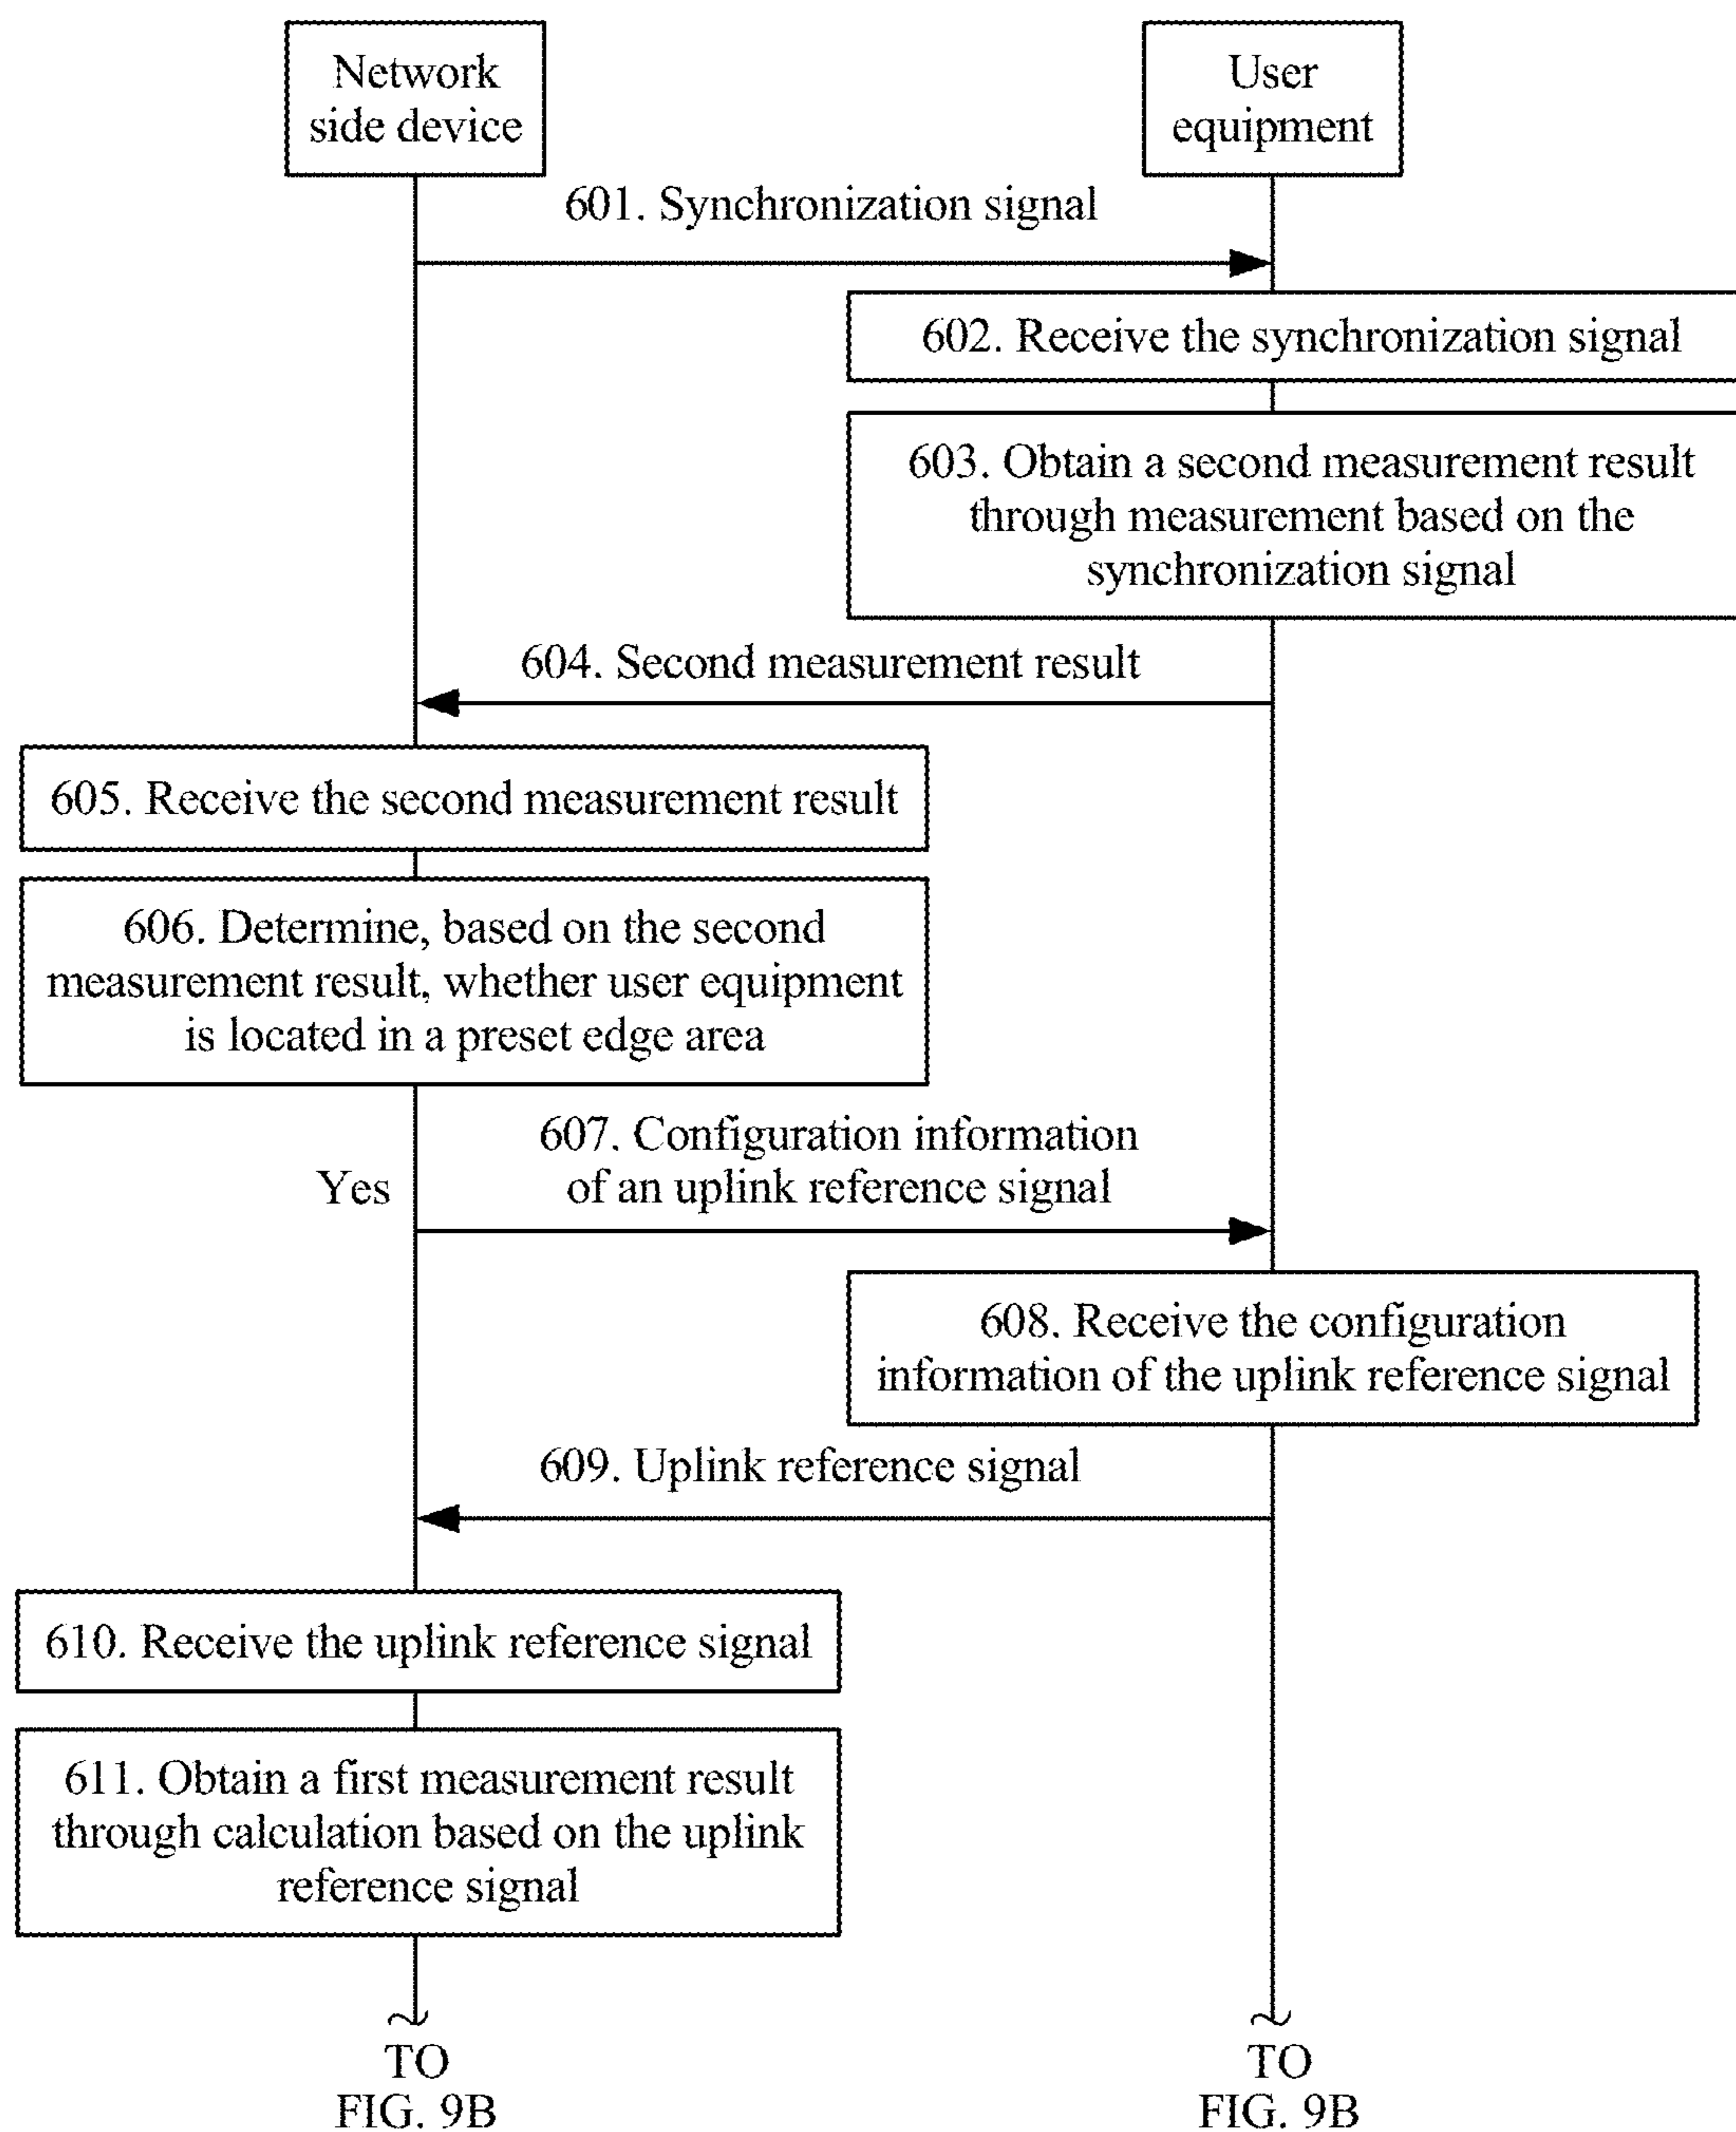 Network
side device
User
equipment
601. Synchronization signal
602. Receive the synchronization signal
603. Obtain a second measurement result
through measurement based on the
synchronization signal
604. Second measurement result
605. Receive the second measurement result
606. Determine, based on the second
measurement result, whether user equipment
is located in a preset edge area
607. Configuration information
of an uplink reference signal
Yes
608. Receive the configuration
information of the uplink reference signal
609. Uplink reference signal
610. Receive the uplink reference signal
611. Obtain a first measurement result
through calculation based on the uplink
reference signal
TO
FIG. 9B
TO
FIG. 9B